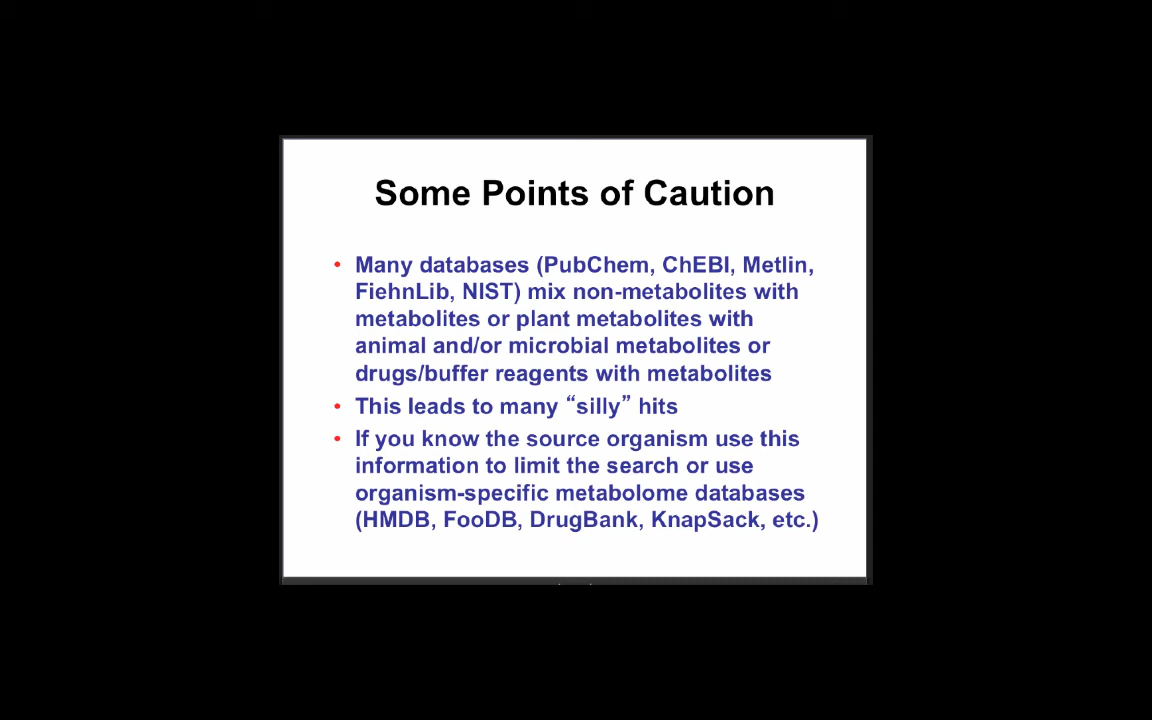 Some Points of Caution
• Many databases (PubChem, ChEBI, Metlin,
FiehnLib, NIST) mix non-metabolites with
metabolites or plant metabolites with
animal and/or microbial metabolites or
drugs/buffer reagents with metabolites
• This leads to many “silly” hits
• If you know the source organism use this
information to limit the search or use
organism-specific metabolome databases
(HMDB, FooDB, DrugBank, KnapSack, etc.)